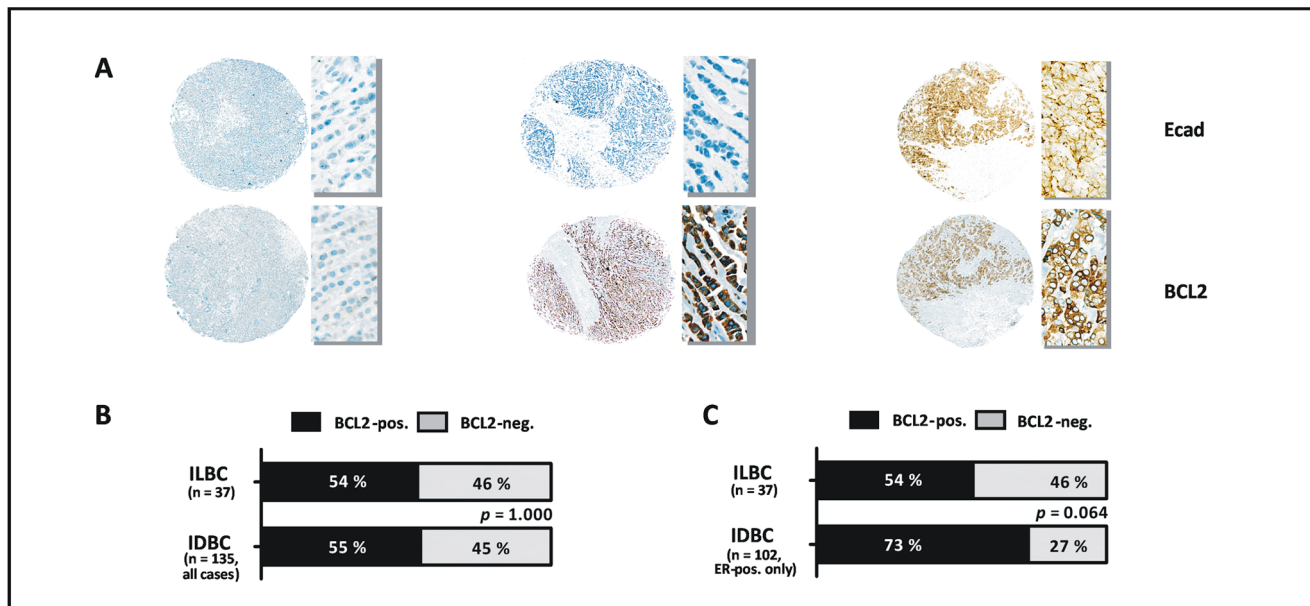 A
Ecad
BCL2
B
BCL2-pos. BCL2-neg.
ILBC
(n = 37)
54 % 46 %
p = 1.000
IDBC
(n = 135,
all cases)
55 % 45 %
C
BCL2-pos. BCL2-neg.
ILBC
(n = 37)
54 % 46 %
p = 0.064
IDBC
(n = 102,
ER-pos. only)
73 % 27 %